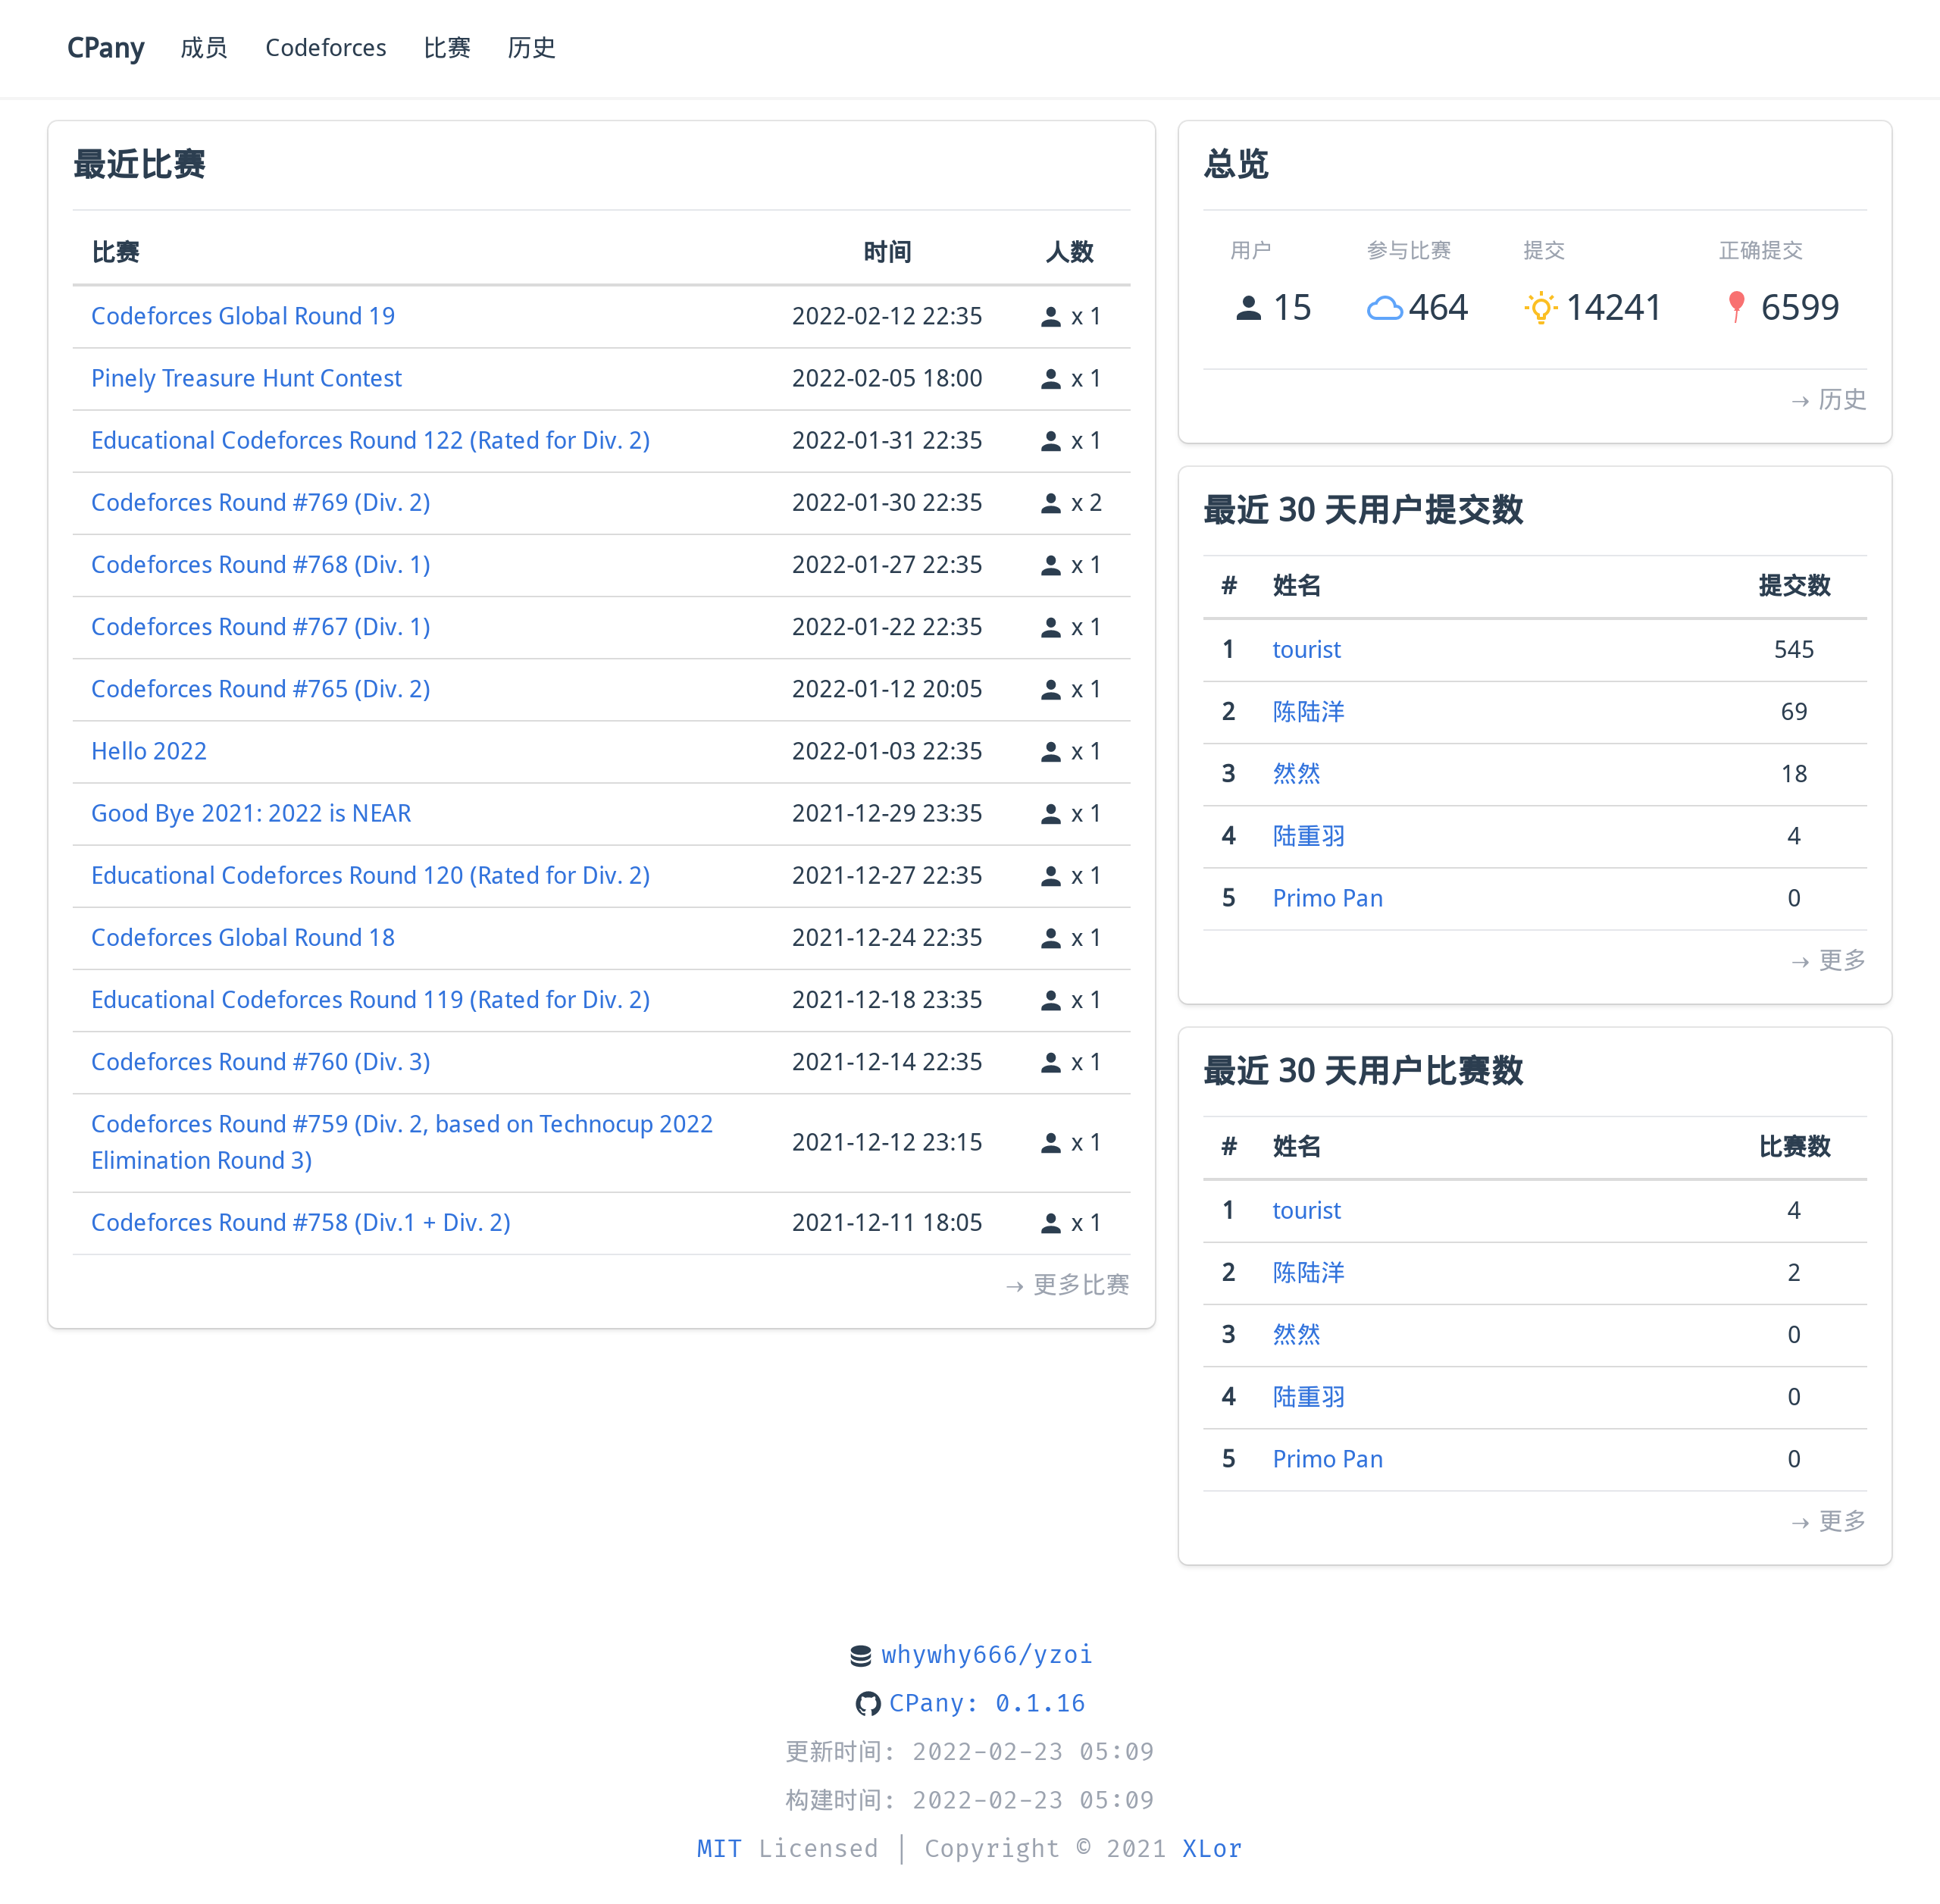 CPany 成员 Codeforces 比赛 历史
最近比赛
比赛 时间 人数
Codeforces Global Round 19 2022-02-12 22:35 x 1
Pinely Treasure Hunt Contest 2022-02-05 18:00 x 1
Educational Codeforces Round 122 (Rated for Div. 2) 2022-01-31 22:35 x 1
Codeforces Round #769 (Div. 2) 2022-01-30 22:35 x 2
Codeforces Round #768 (Div. 1) 2022-01-27 22:35 x 1
Codeforces Round #767 (Div. 1) 2022-01-22 22:35 x 1
Codeforces Round #765 (Div. 2) 2022-01-12 20:05 x 1
Hello 2022 2022-01-03 22:35 x 1
Good Bye 2021: 2022 is NEAR 2021-12-29 23:35 x 1
Educational Codeforces Round 120 (Rated for Div. 2) 2021-12-27 22:35 x 1
Codeforces Global Round 18 2021-12-24 22:35 x 1
Educational Codeforces Round 119 (Rated for Div. 2) 2021-12-18 23:35 x 1
Codeforces Round #760 (Div. 3) 2021-12-14 22:35 x 1
Codeforces Round #759 (Div. 2, based on Technocup 2022
Elimination Round 3) 2021-12-12 23:15 x 1
Codeforces Round #758 (Div.1 + Div. 2) 2021-12-11 18:05 x 1
→ 更多比赛
总览
用户 参与比赛 提交 正确提交
15 464 14241 6599
→ 历史
最近 30 天用户提交数
# 姓名 提交数
1 tourist 545
2 陈陆洋 69
3 然然 18
4 陆重羽 4
5 Primo Pan 0
→ 更多
最近 30 天用户比赛数
# 姓名 比赛数
1 tourist 4
2 陈陆洋 2
3 然然 0
4 陆重羽 0
5 Primo Pan 0
→ 更多
whywhy666/yzoi
CPany: 0.1.16
更新时间: 2022-02-23 05:09
构建时间: 2022-02-23 05:09
MIT Licensed | Copyright © 2021 XLor